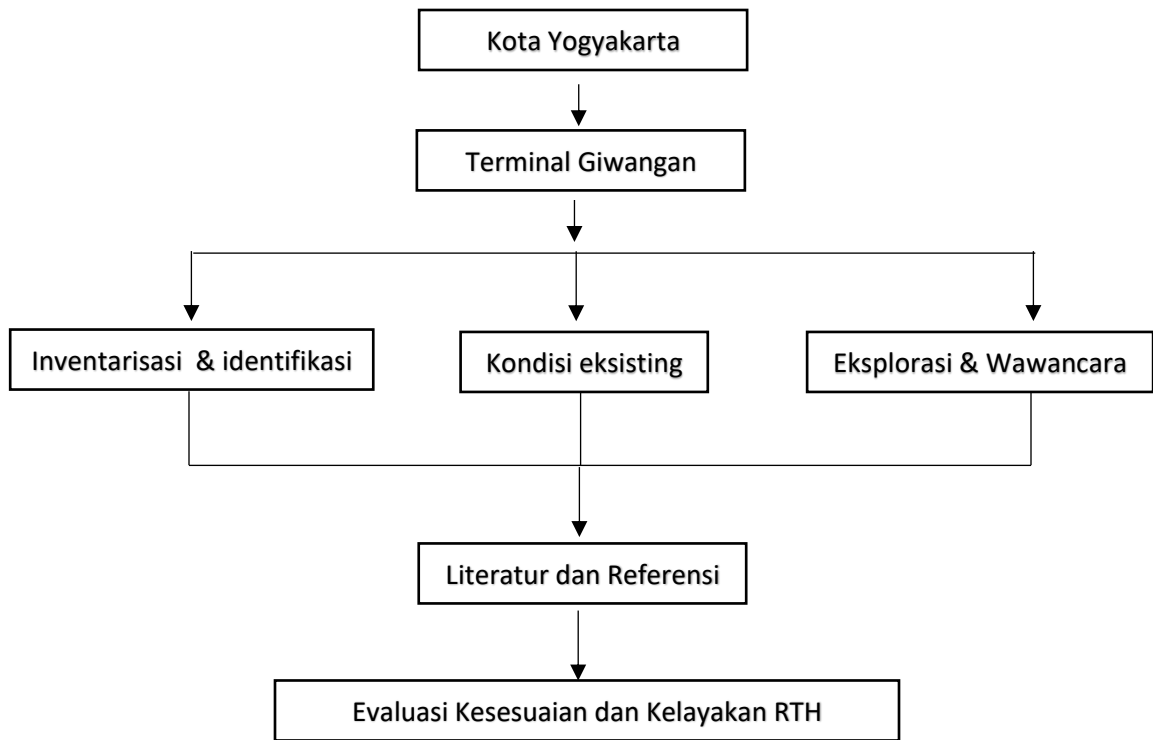 Kota Yogyakarta
Terminal Giwangan
Inventarisasi & identifikasi
Kondisi eksisting
Eksplorasi & Wawancara
Literatur dan Referensi
Evaluasi Kesesuaian dan Kelayakan RTH